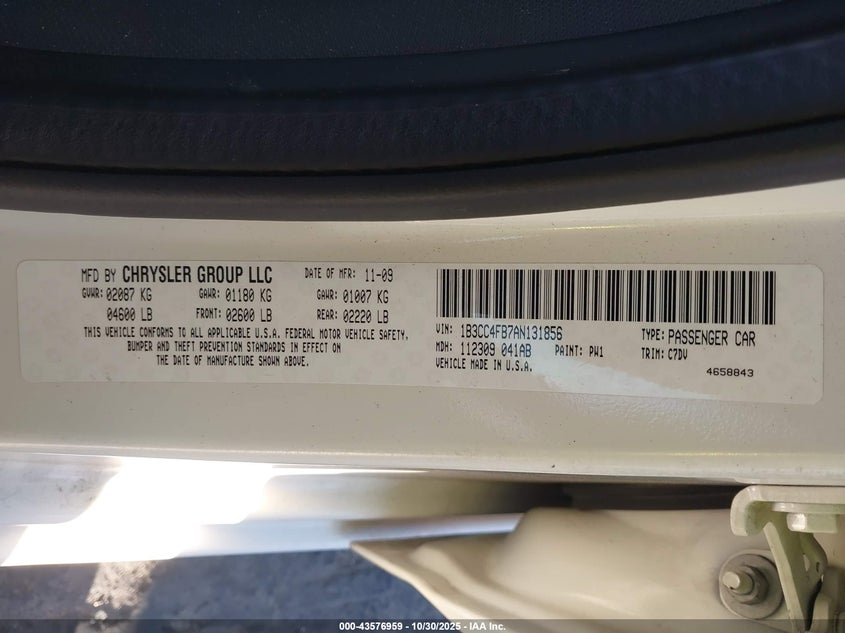 MFD BY CHRYSLER GROUP LLC DATE OF MFR: 11-09
GVWR: 02087 KG GAWR: 01180 KG GAWR: 01007 KG
04600 LB FRONT: 02600 LB REAR: 02220 LB
THIS VEHICLE CONFORMS TO ALL APPLICABLE U.S.A. FEDERAL MOTOR VEHICLE SAFETY,
BUMPER AND THEFT PREVENTION STANDARDS IN EFFECT ON
THE DATE OF MANUFACTURE SHOWN ABOVE.
VIN: 1B3CC4FB7AN131856 TYPE: PASSENGER CAR
MDH: 112309 041AB PAINT: PW1 TRIM: C7DV
VEHICLE MADE IN U.S.A.
4658843
000-43576959 - 10/30/2025 - IAA Inc.